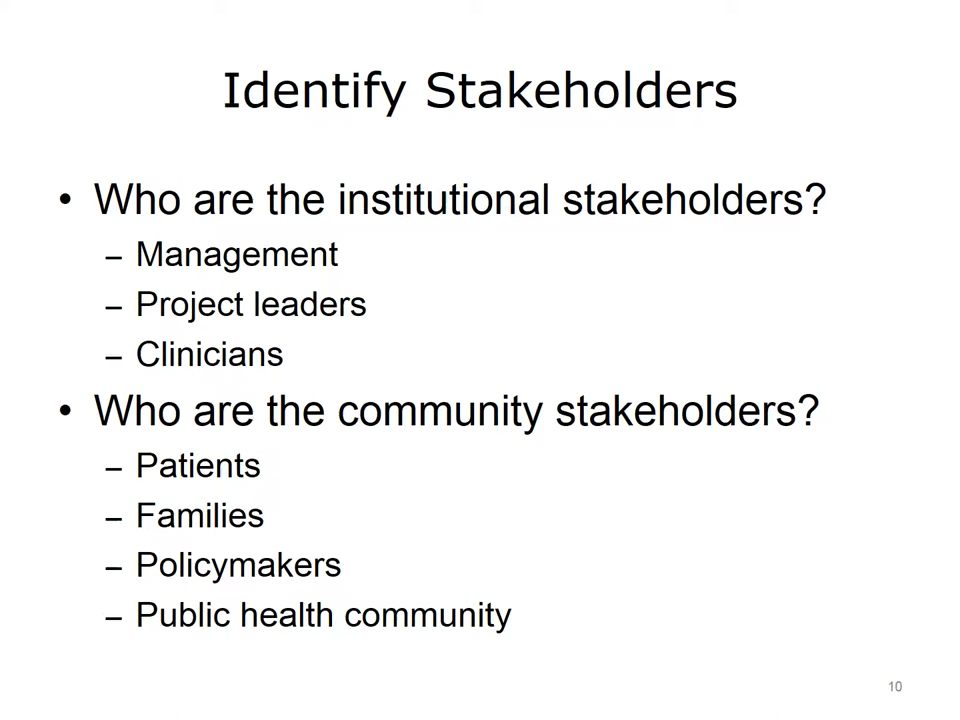 Identify Stakeholders
• Who are the institutional stakeholders?
– Management
– Project leaders
– Clinicians
• Who are the community stakeholders?
– Patients
– Families
– Policymakers
– Public health community
10